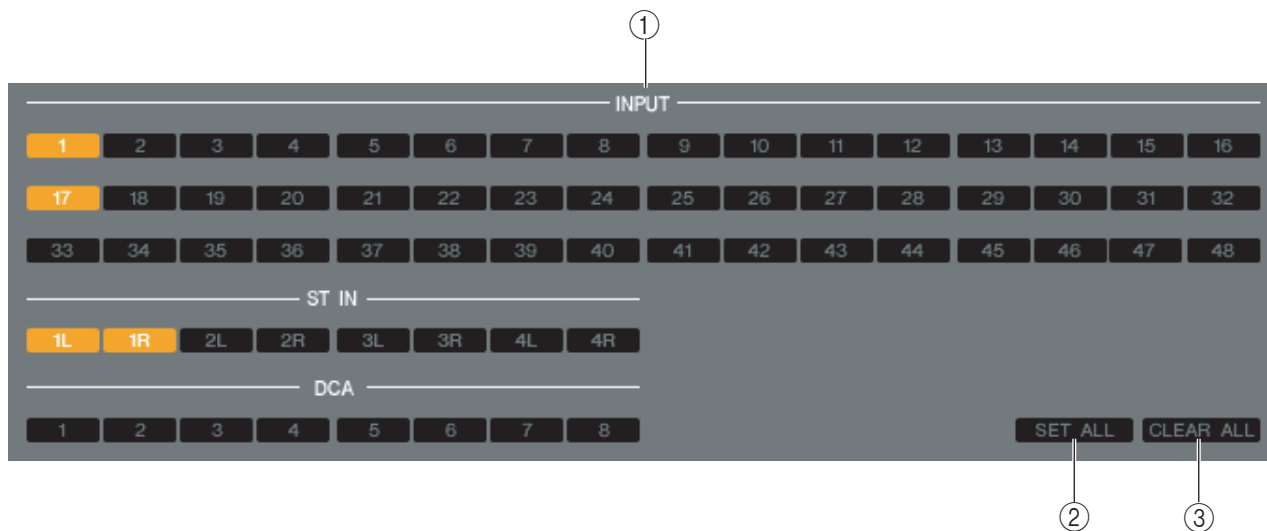 ①
INPUT
1 2 3 4 5 6 7 8 9 10 11 12 13 14 15 16
17 18 19 20 21 22 23 24 25 26 27 28 29 30 31 32
33 34 35 36 37 38 39 40 41 42 43 44 45 46 47 48
ST IN
1L 1R 2L 2R 3L 3R 4L 4R
DCA
1 2 3 4 5 6 7 8 SET ALL CLEAR ALL
② ③